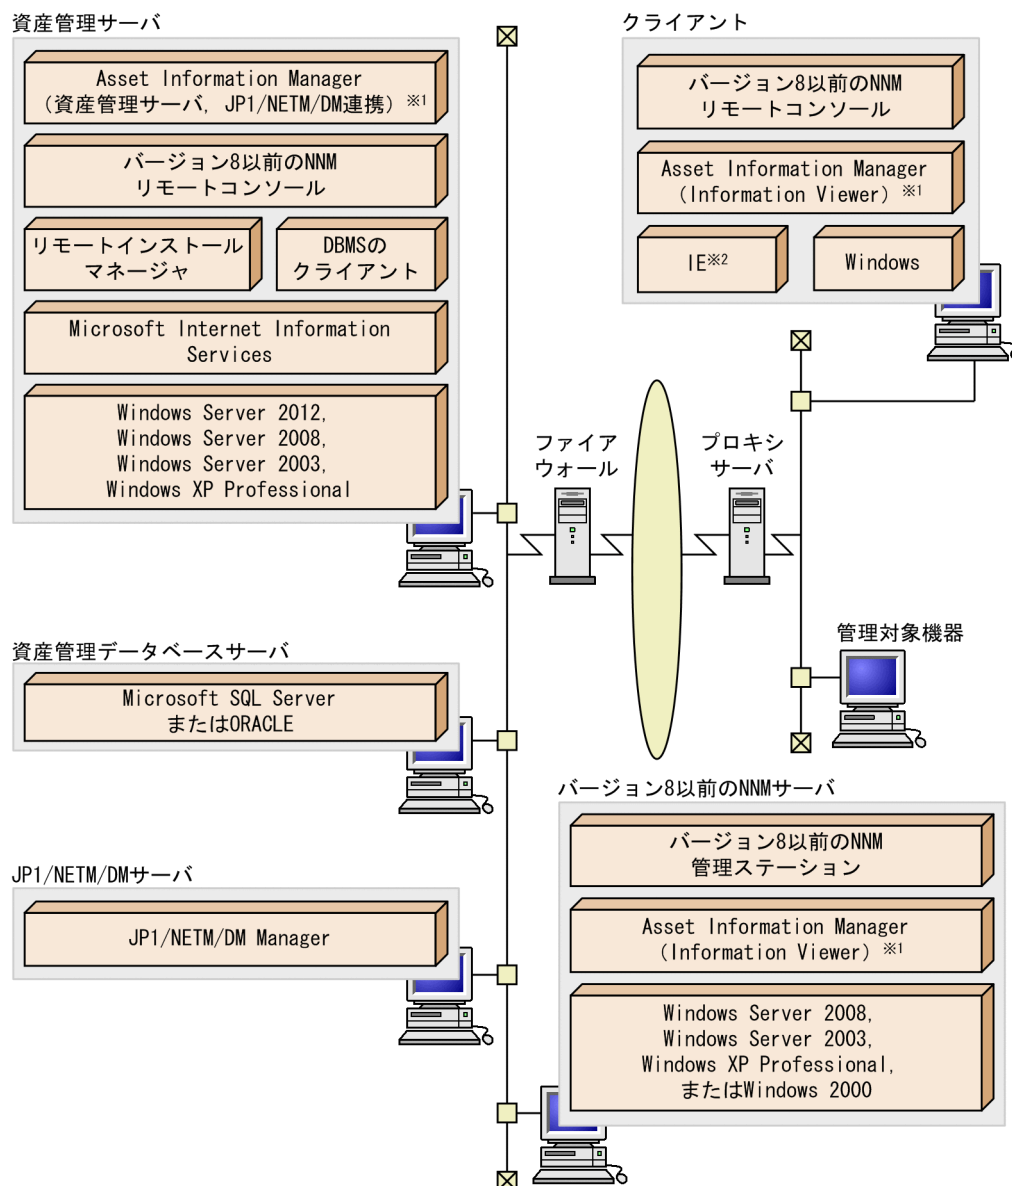 資産管理サーバ
Asset Information Manager
(資産管理サーバ, JP1/NETM/DM連携) ※1
バージョン8以前のNNM
リモートコンソール
リモートインストール
マネージャ
DBMSの
クライアント
Microsoft Internet Information
Services
Windows Server 2012,
Windows Server 2008,
Windows Server 2003,
Windows XP Professional
クライアント
バージョン8以前のNNM
リモートコンソール
Asset Information Manager
(Information Viewer) ※1
IE※2
Windows
ファイア
ウォール
プロキシ
サーバ
管理対象機器
資産管理データベースサーバ
Microsoft SQL Server
またはORACLE
バージョン8以前のNNMサーバ
バージョン8以前のNNM
管理ステーション
Asset Information Manager
(Information Viewer) ※1
Windows Server 2008,
Windows Server 2003,
Windows XP Professional,
またはWindows 2000
JP1/NETM/DMサーバ
JP1/NETM/DM Manager